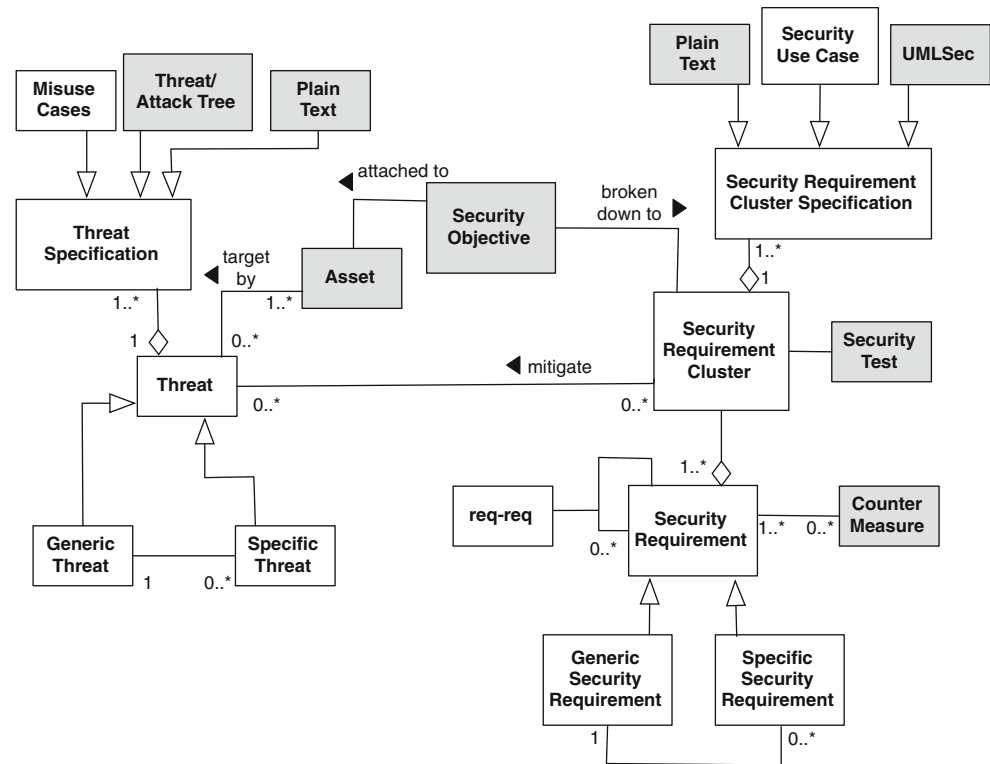 Plain
Text
Security
Use Case
UMLSec
Misuse
Cases
Threat/
Attack Tree
Plain
Text
attached to
Security
Objective
broken
down to
Security Requirement
Cluster Specification
Threat
Specification
target
by
Asset
1..*
1..*
1
1..*
1
0..*
Security
Requirement
Cluster
Security
Test
Threat
mitigate
0..*
0..*
1..*
req-req
Security
Requirement
0..*
1..*
0..*
Counter
Measure
Generic
Threat
Specific
Threat
1
0..*
Generic
Security
Requirement
Specific
Security
Requirement
1
0..*